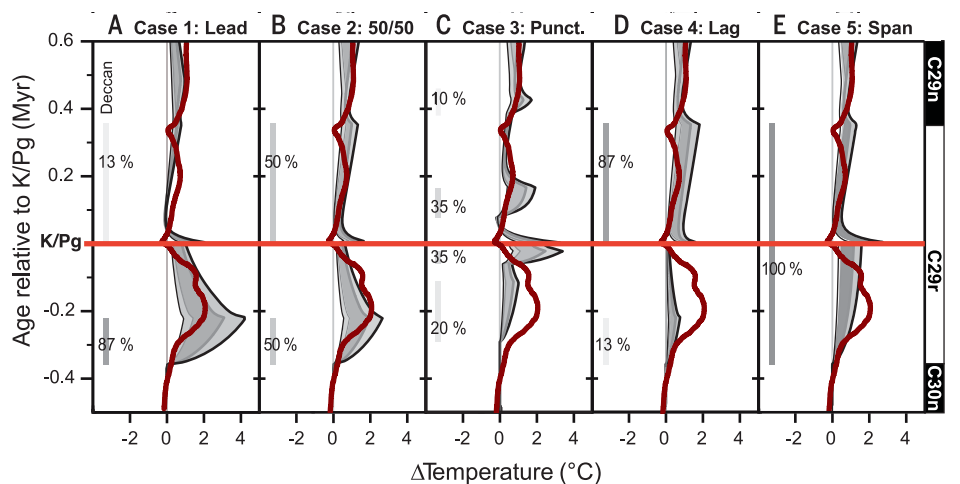 A Case 1: Lead
B Case 2: 50/50
C Case 3: Punct.
D Case 4: Lag
E Case 5: Span
Age relative to K/Pg (Myr)
0.6
0.4
0.2
K/Pg
-0.2
-0.4
Deccan
13 %
87 %
50 %
50 %
10 %
35 %
35 %
20 %
87 %
13 %
100 %
C29n
C29r
C30n
-2 0 2 4
-2 0 2 4
-2 0 2 4
-2 0 2 4
-2 0 2 4
ΔTemperature (°C)